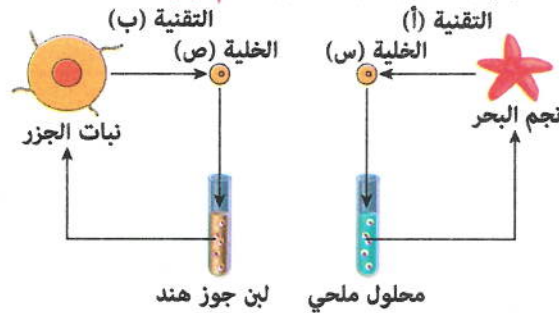 التقنية (أ)
التقنية (ب)
الخلية (س)
الخلية (ص)
نجم البحر
نبات الجزر
محلول ملحي
لبن جوز هند